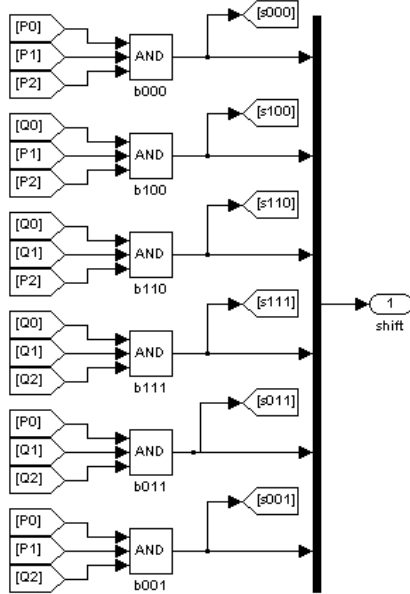 [P0]
[s000]
[P1]
AND
[P2]
b000
[Q0]
[s100]
[P1]
AND
[P2]
b100
[Q0]
[s110]
[Q1]
AND
[P2]
b110
1
shift
[Q0]
[s111]
[Q1]
AND
[Q2]
b111
[P0]
[s011]
[Q1]
AND
[Q2]
b011
[P0]
[s001]
[P1]
AND
[Q2]
b001